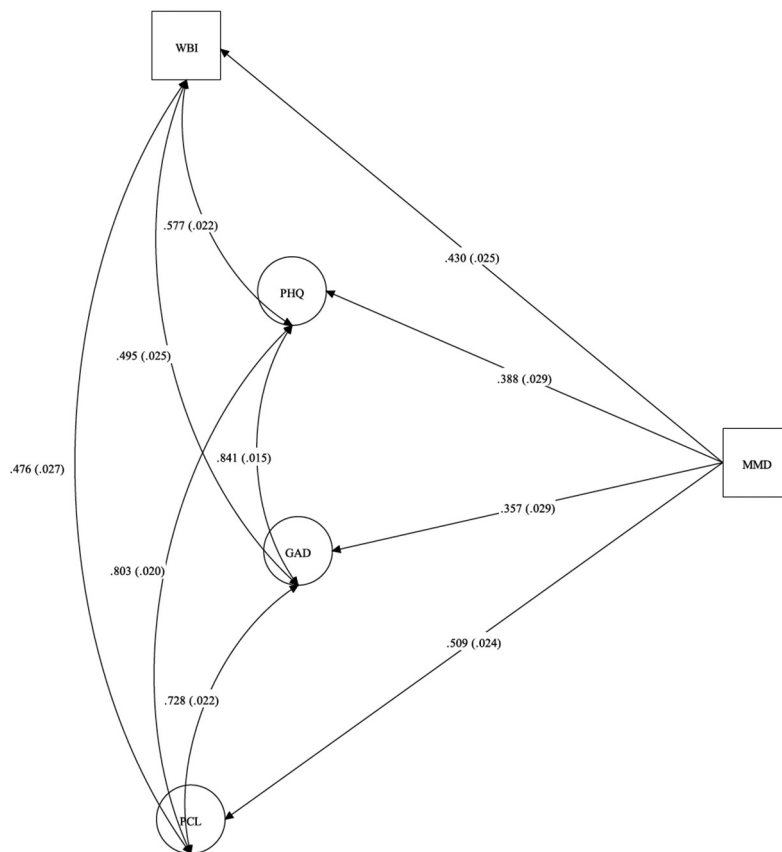 WBI
.577 (.022)
.430 (.025)
PHQ
.495 (.025)
.388 (.029)
.841 (.015)
MMD
.476 (.027)
.357 (.029)
GAD
.803 (.020)
.509 (.024)
.728 (.022)
PCL